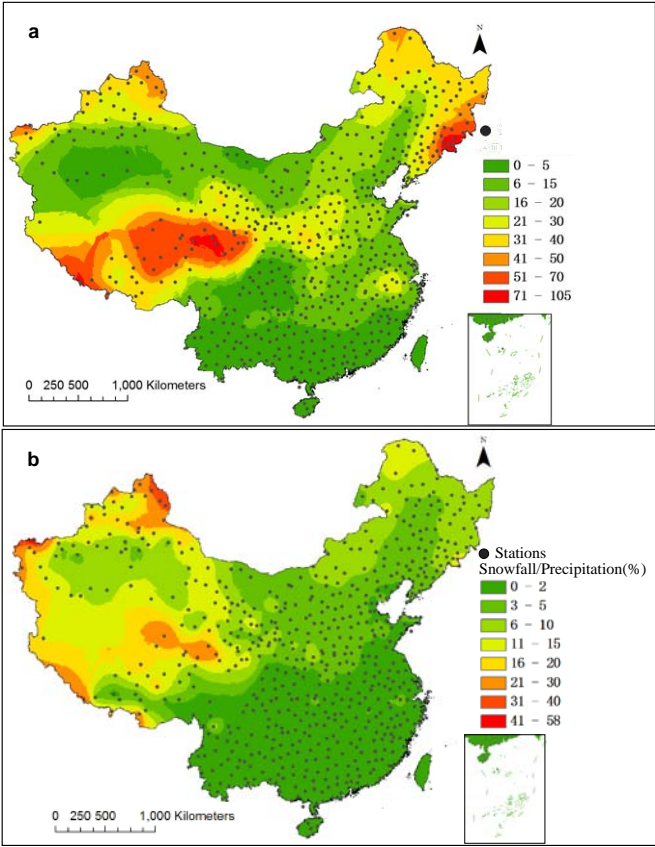 a
N
0 - 5
6 - 15
16 - 20
21 - 30
31 - 40
41 - 50
51 - 70
71 - 105
0 250 500 1,000 Kilometers
b
N
Stations
Snowfall/Precipitation(%)
0 - 2
3 - 5
6 - 10
11 - 15
16 - 20
21 - 30
31 - 40
41 - 58
0 250 500 1,000 Kilometers